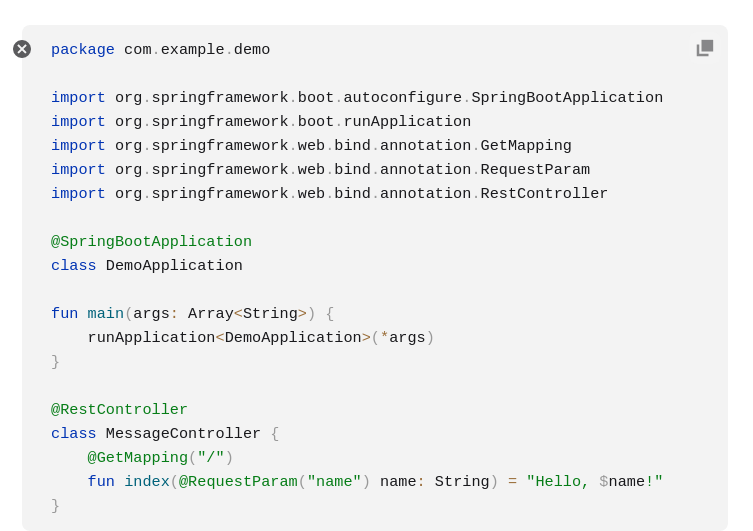 package com.example.demo
import org.springframework.boot.autoconfigure.SpringBootApplication
import org.springframework.boot.runApplication
import org.springframework.web.bind.annotation.GetMapping
import org.springframework.web.bind.annotation.RequestParam
import org.springframework.web.bind.annotation.RestController
@SpringBootApplication
class DemoApplication
fun main(args: Array<String>) {
    runApplication<DemoApplication>(*args)
}
@RestController
class MessageController {
    @GetMapping("/")
    fun index(@RequestParam("name") name: String) = "Hello, $name!"
}